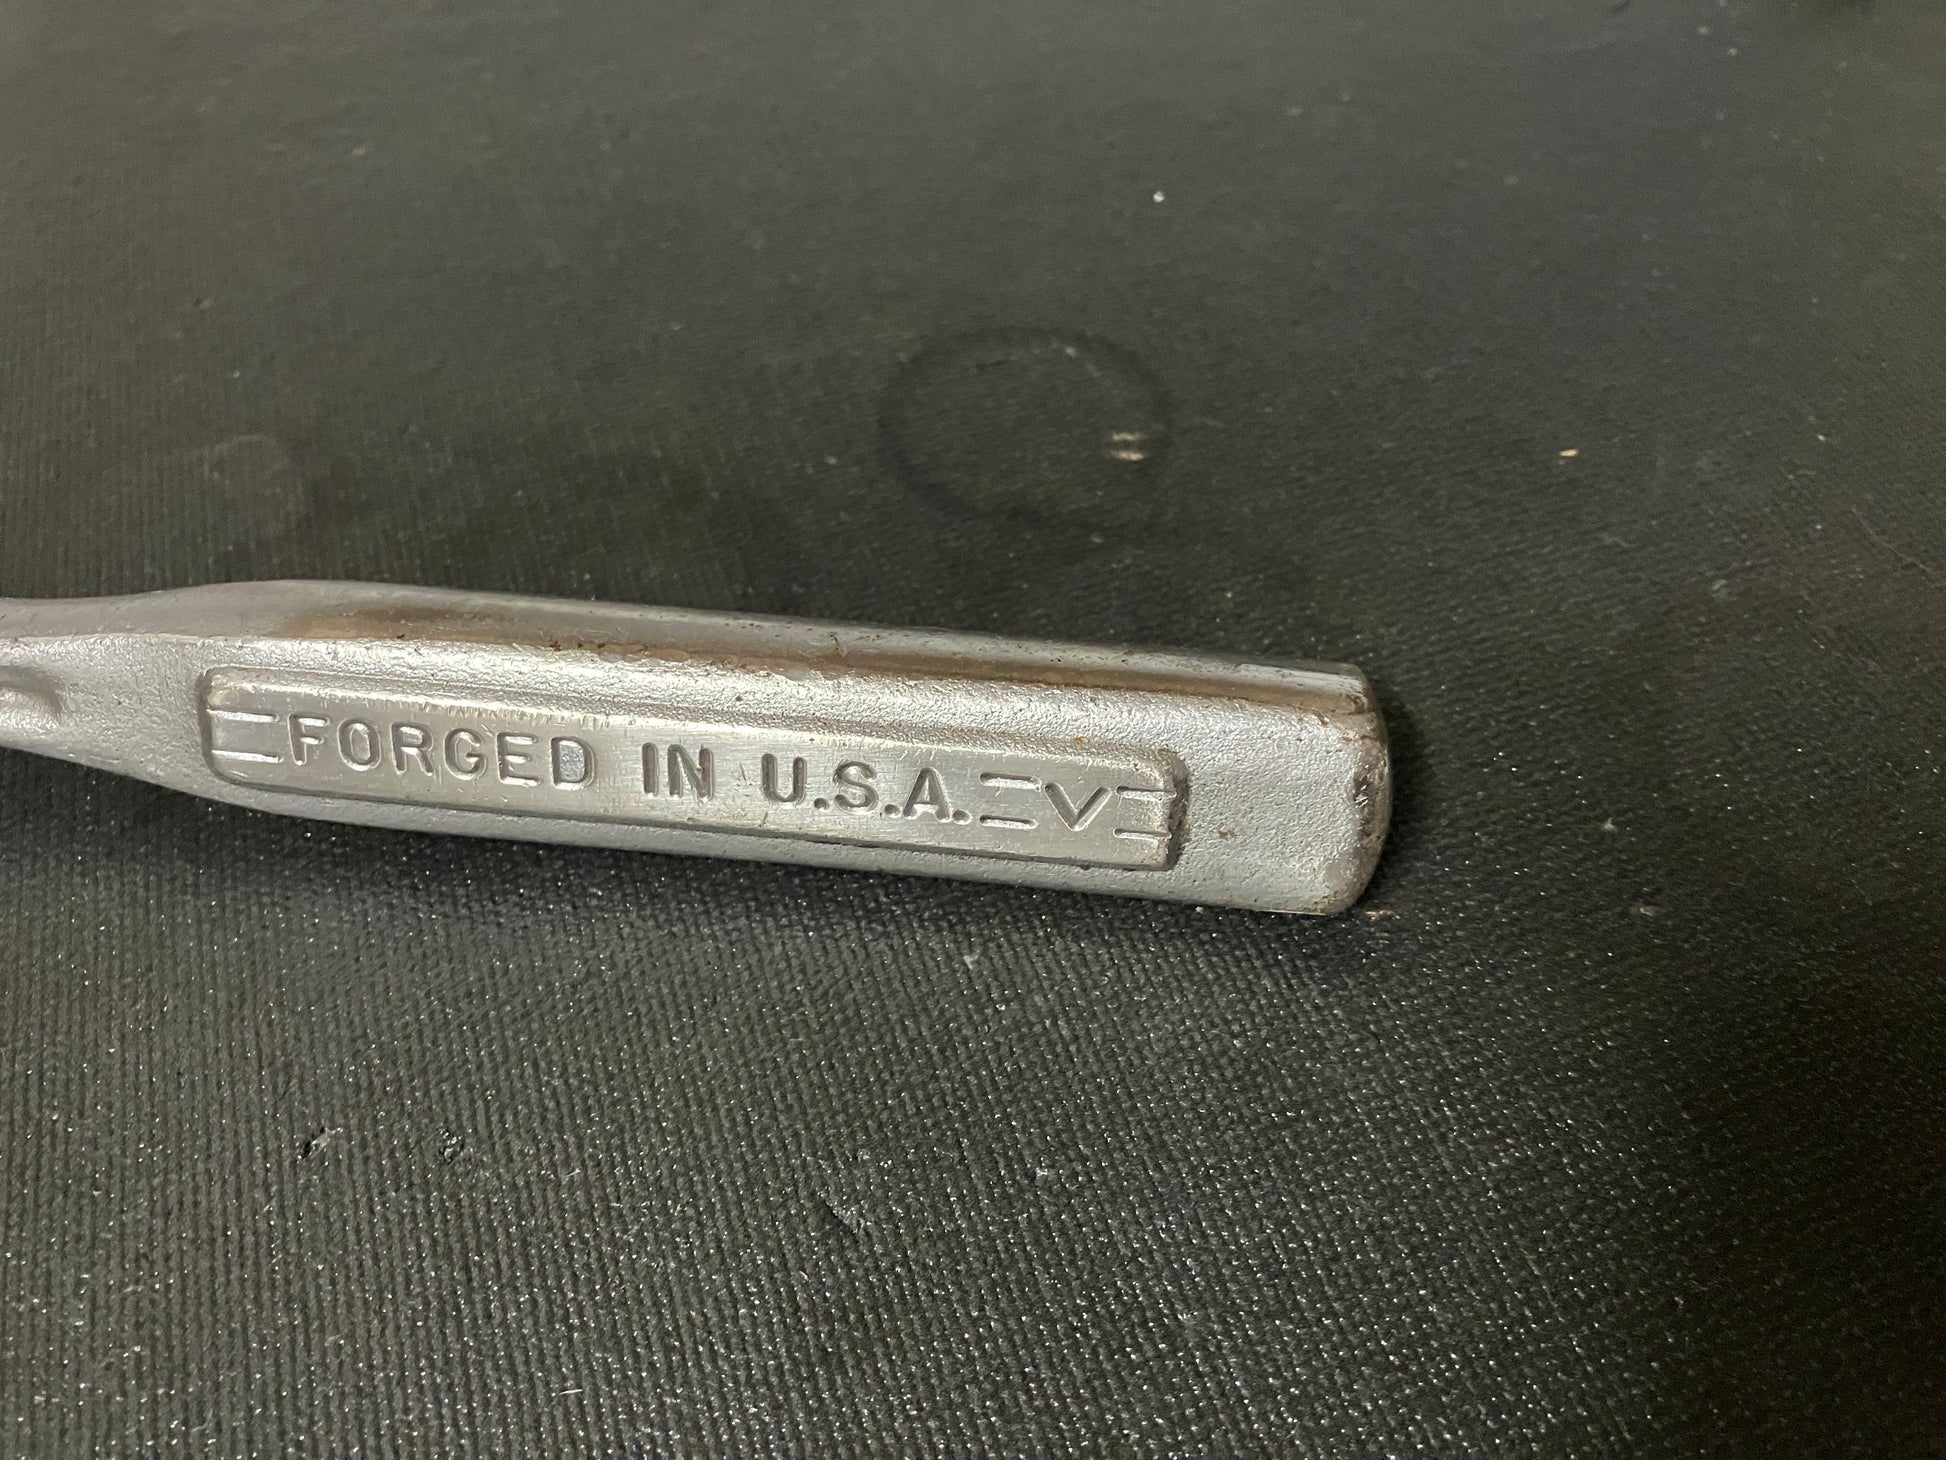 =FORGED IN U.S.A.=V=